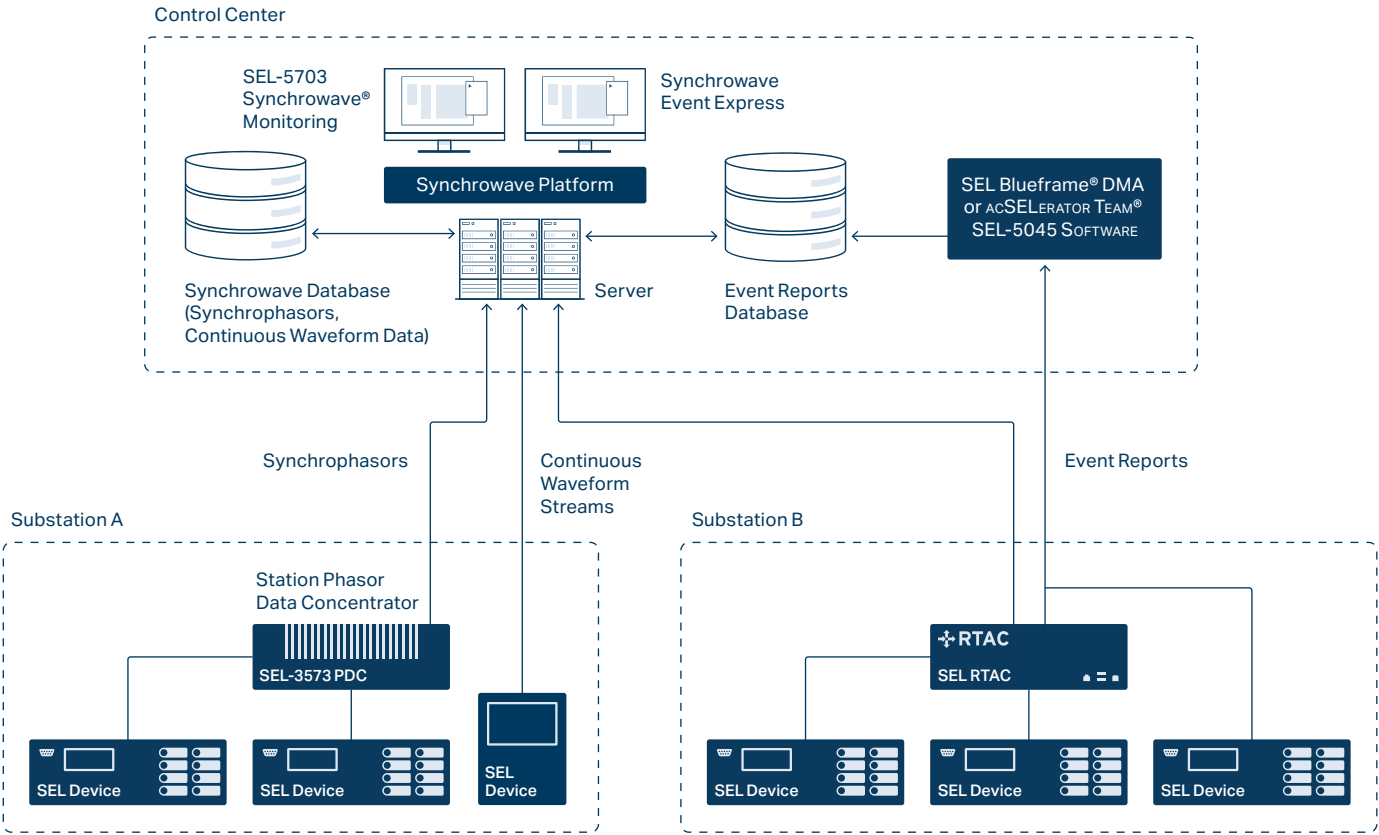 Control Center
SEL-5703
Synchrowave®
Monitoring
Synchrowave
Event Express
Synchrowave Platform
SEL Blueframe® DMA
or ACSELERATOR TEAM®
SEL-5045 SOFTWARE
Synchrowave Database
(Synchrophasors,
Continuous Waveform Data)
Server
Event Reports
Database
Synchrophasors
Continuous
Waveform
Streams
Event Reports
Substation A
Station Phasor
Data Concentrator
SEL-3573 PDC
SEL Device
SEL Device
SEL
Device
Substation B
RTAC
SEL RTAC
SEL Device
SEL Device
SEL Device